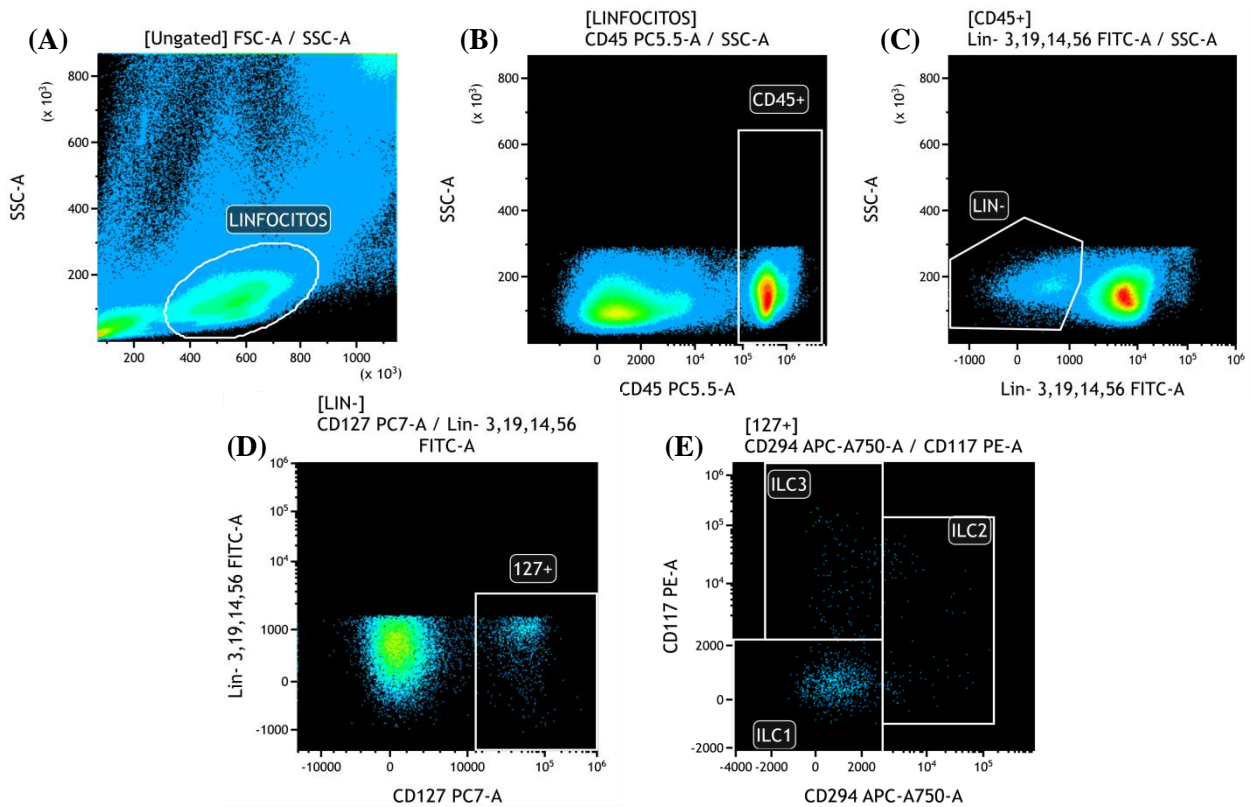 (A)
[Ungated] FSC-A / SSC-A
(x 10³)
800
600
400
200
SSC-A
LINFOCITOS
200
400
600
800
1000
(x 10³)
(B)
[LINFOCITOS]
CD45 PC5.5-A / SSC-A
(x 10³)
800
600
400
200
SSC-A
CD45+
0
2000
10⁴
10⁵
10⁶
CD45 PC5.5-A
(C)
[CD45+]
Lin- 3,19,14,56 FITC-A / SSC-A
(x 10³)
800
600
400
200
SSC-A
LIN-
-1000
0
1000
10⁴
10⁵
10⁶
Lin- 3,19,14,56 FITC-A
(D)
[LIN-]
CD127 PC7-A / Lin- 3,19,14,56
FITC-A
10⁶
10⁵
10⁴
1000
0
-1000
Lin- 3,19,14,56 FITC-A
127+
-10000
0
10000
10⁵
10⁶
CD127 PC7-A
(E)
[127+]
CD294 APC-A750-A / CD117 PE-A
10⁶
10⁵
10⁴
2000
0
-2000
CD117 PE-A
ILC3
ILC2
ILC1
-4000
-2000
0
2000
10⁴
10⁵
CD294 APC-A750-A